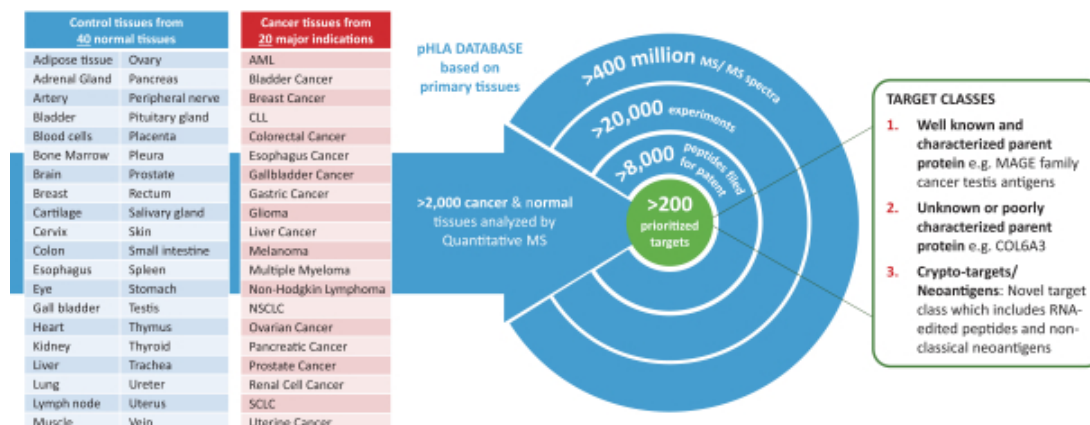 Control tissues from
40 normal tissues
Adipose tissue Ovary
Adrenal Gland Pancreas
Artery Peripheral nerve
Bladder Pituitary gland
Blood cells Placenta
Bone Marrow Pleura
Brain Prostate
Breast Rectum
Cartilage Salivary gland
Cervix Skin
Colon Small intestine
Esophagus Spleen
Eye Stomach
Gall bladder Testis
Heart Thymus
Kidney Thyroid
Liver Trachea
Lung Ureter
Lymph node Uterus
Muscle Vein
Cancer tissues from
20 major indications
AML
Bladder Cancer
Breast Cancer
CLL
Colorectal Cancer
Esophagus Cancer
Gallbladder Cancer
Gastric Cancer
Glioma
Liver Cancer
Melanoma
Multiple Myeloma
Non-Hodgkin Lymphoma
NSCLC
Ovarian Cancer
Pancreatic Cancer
Prostate Cancer
Renal Cell Cancer
SCLC
Uterine Cancer
pHLA DATABASE
based on
primary tissues
>2,000 cancer & normal
tissues analyzed by
Quantitative MS
>400 million MS/ MS spectra
>20,000 experiments
>8,000 peptides filed
for patent
>200
prioritized
targets
TARGET CLASSES
1. Well known and
characterized parent
protein e.g. MAGE family
cancer testis antigens
2. Unknown or poorly
characterized parent
protein e.g. COL6A3
3. Crypto-targets/
Neoantigens: Novel target
class which includes RNA-
edited peptides and non-
classical neoantigens